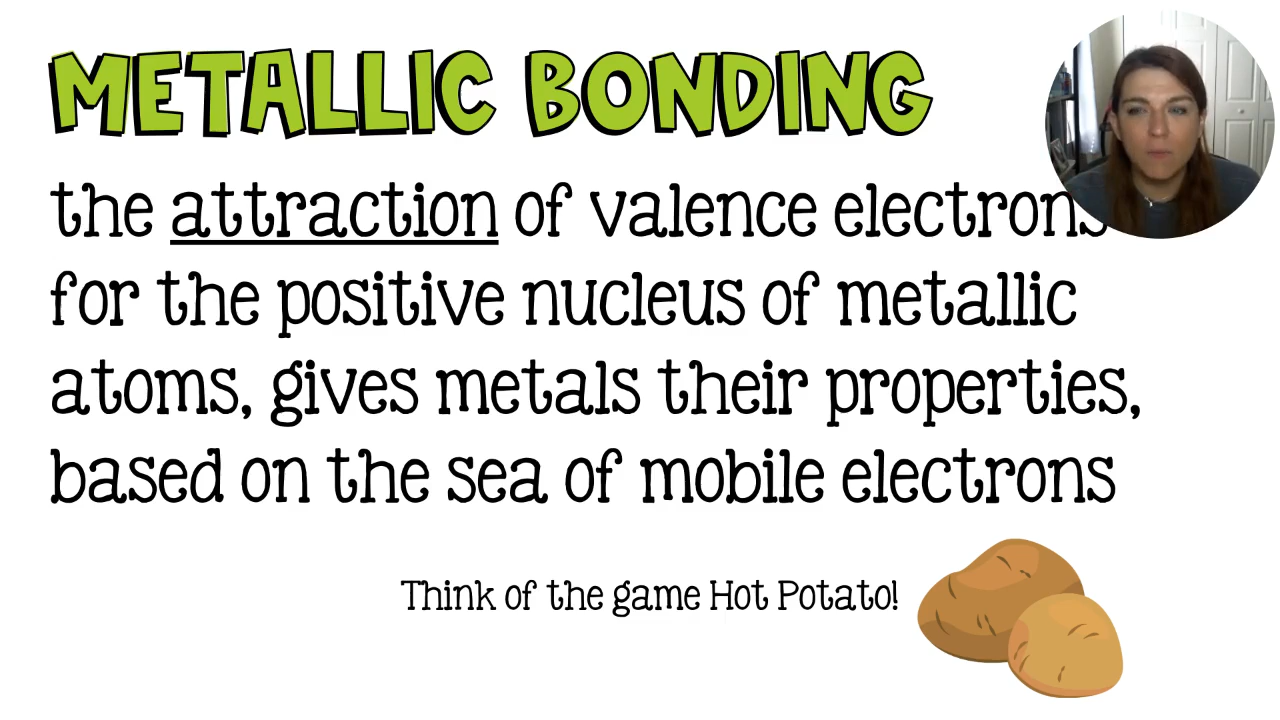 METALLIC BONDING
the attraction of valence electrons
for the positive nucleus of metallic
atoms, gives metals their properties,
based on the sea of mobile electrons
Think of the game Hot Potato!